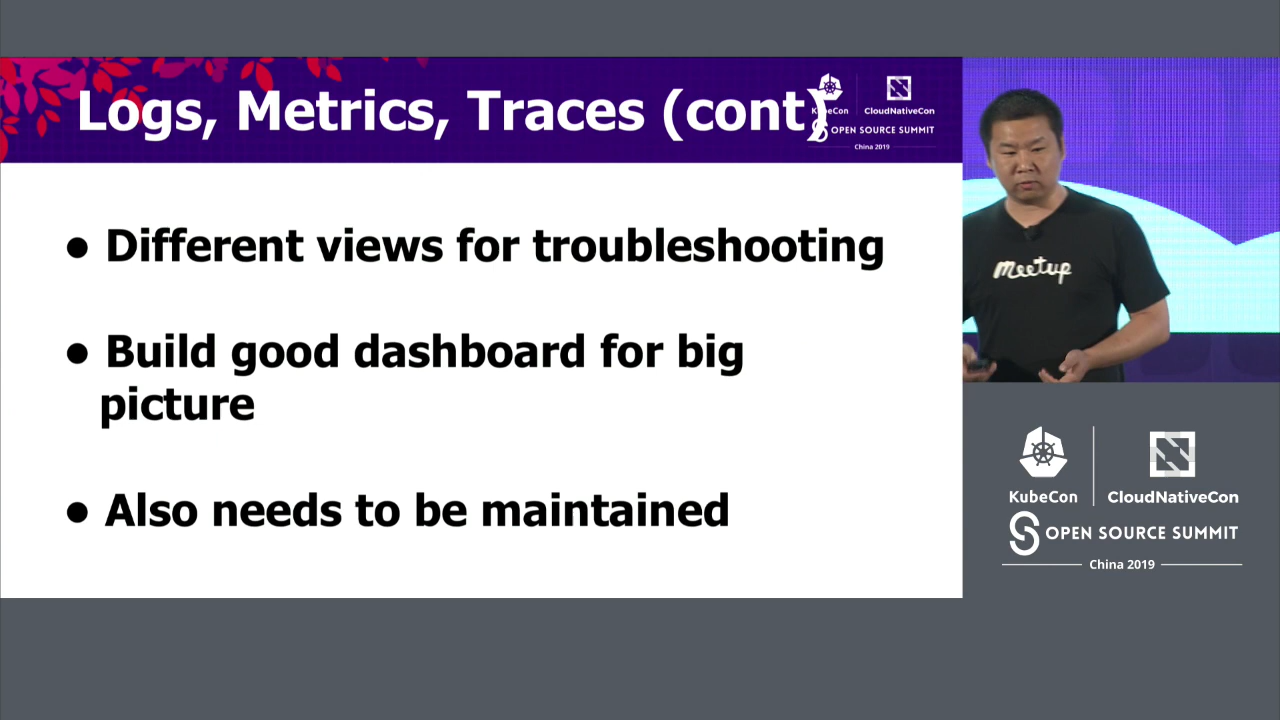 Logs, Metrics, Traces (cont)
KubeCon
CloudNativeCon
OPEN SOURCE SUMMIT
China 2019
● Different views for troubleshooting
● Build good dashboard for big
picture
● Also needs to be maintained
meetup
KubeCon
CloudNativeCon
OPEN SOURCE SUMMIT
China 2019